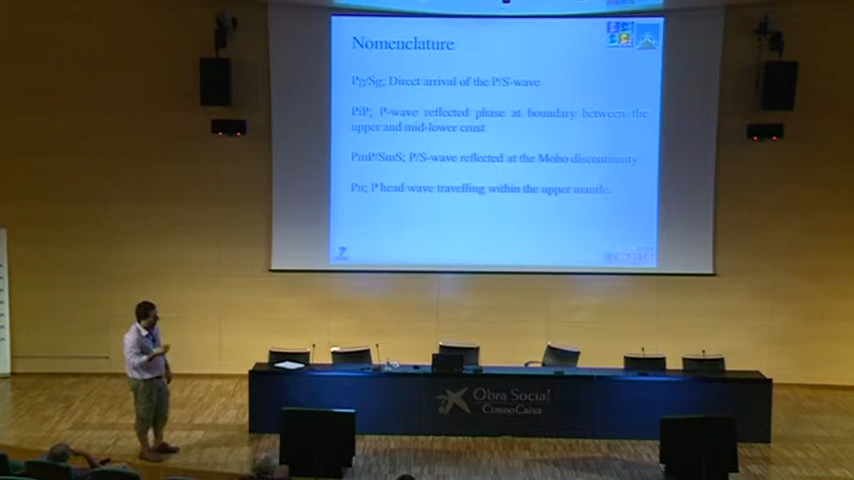 Nomenclature
Pg/Sg; Direct arrival of the P/S-wave
PiP; P-wave reflected phase at boundary between the
upper and mid-lower crust
PmP/SmS; P/S-wave reflected at the Moho discontinuity
Pn; P head wave travelling within the upper mantle.
CSIC
Obra Social
CosmoCaixa